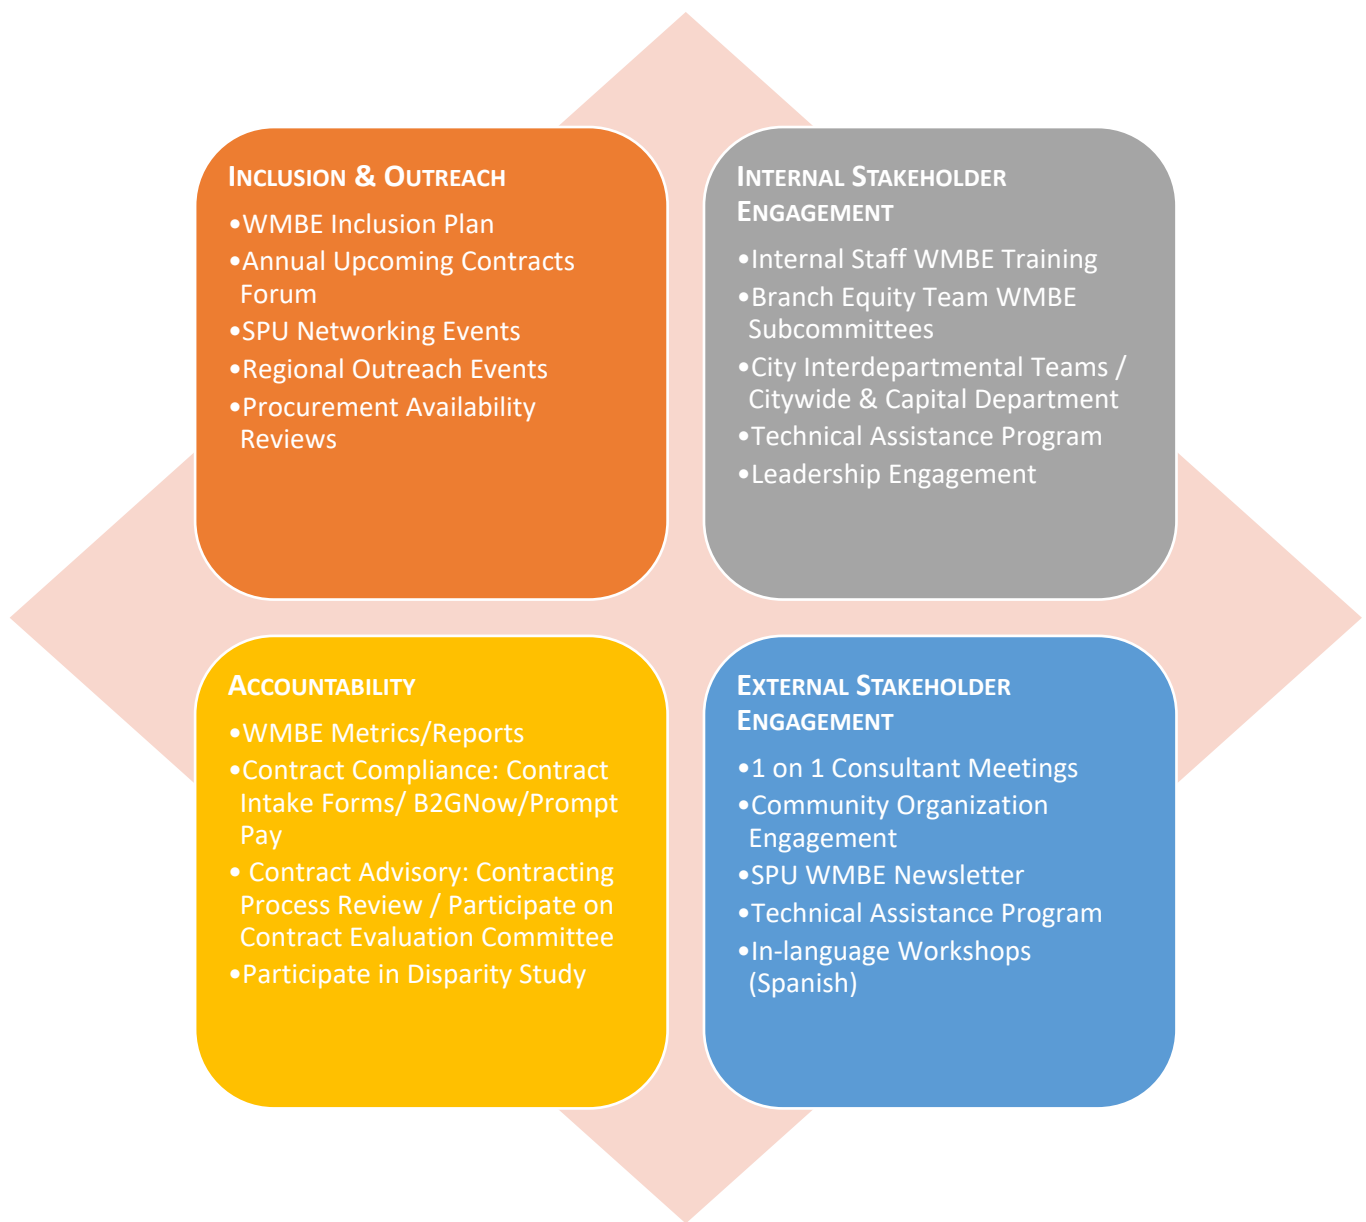 INCLUSION & OUTREACH
•WMBE Inclusion Plan
•Annual Upcoming Contracts
Forum
•SPU Networking Events
•Regional Outreach Events
•Procurement Availability
Reviews
INTERNAL STAKEHOLDER
ENGAGEMENT
•Internal Staff WMBE Training
•Branch Equity Team WMBE
Subcommittees
•City Interdepartmental Teams /
Citywide & Capital Department
•Technical Assistance Program
•Leadership Engagement
ACCOUNTABILITY
•WMBE Metrics/Reports
•Contract Compliance: Contract
Intake Forms/ B2GNow/Prompt
Pay
• Contract Advisory: Contracting
Process Review / Participate on
Contract Evaluation Committee
•Participate in Disparity Study
EXTERNAL STAKEHOLDER
ENGAGEMENT
•1 on 1 Consultant Meetings
•Community Organization
Engagement
•SPU WMBE Newsletter
•Technical Assistance Program
•In-language Workshops
(Spanish)